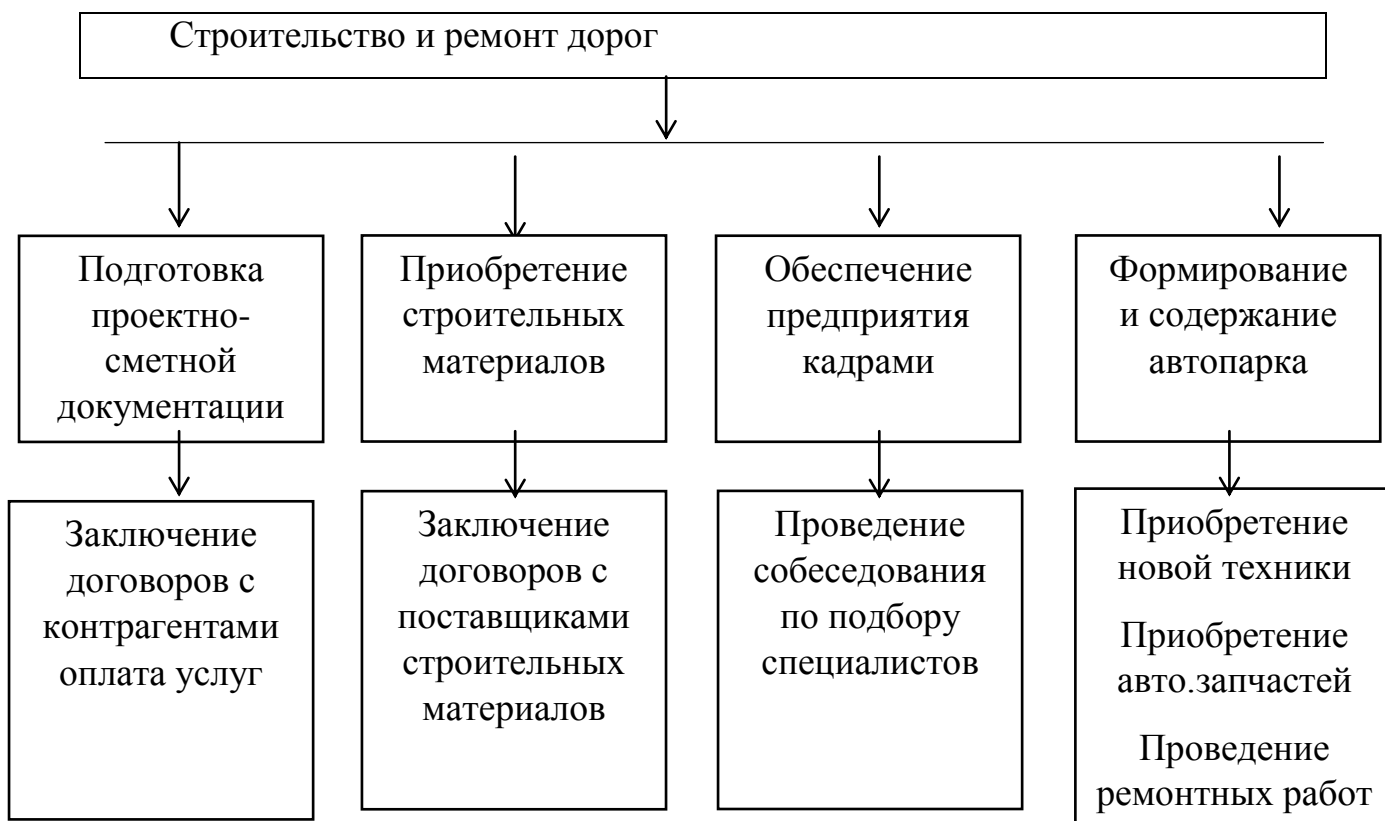 Строительство и ремонт дорог
Подготовка
проектно-
сметной
документации
Приобретение
строительных
материалов
Обеспечение
предприятия
кадрами
Формирование
и содержание
автопарка
Заключение
договоров с
контрагентами
оплата услуг
Заключение
договоров с
поставщиками
строительных
материалов
Проведение
собеседования
по подбору
специалистов
Приобретение
новой техники
Приобретение
авто.запчастей
Проведение
ремонтных работ